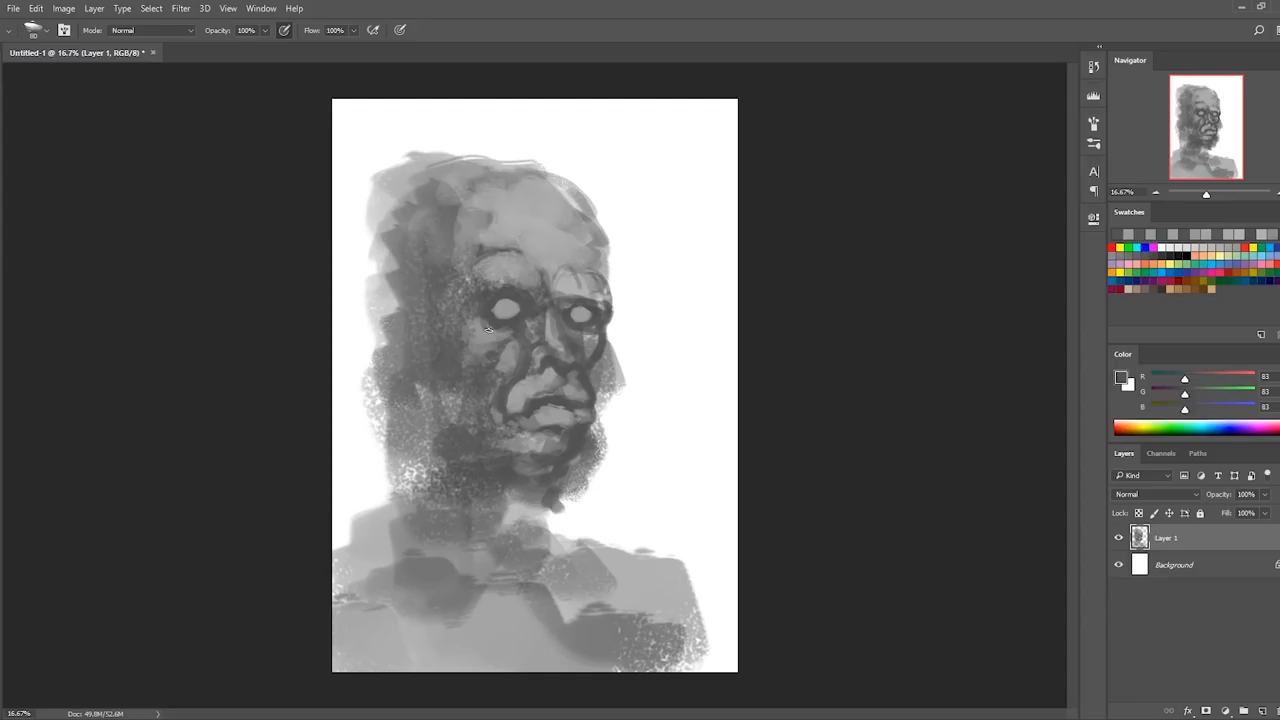 File Edit Image Layer Type Select Filter 3D View Window Help
80 Mode: Normal Opacity: 100% Flow: 100%
Untitled-1 @ 16.7% (Layer 1, RGB/8) *
Navigator
16.67%
Swatches
Color
R 83
G 83
B 83
Layers Channels Paths
Kind
Normal Opacity: 100%
Lock: Fill: 100%
Layer 1
Background
16.67% Doc: 49.8M/52.6M